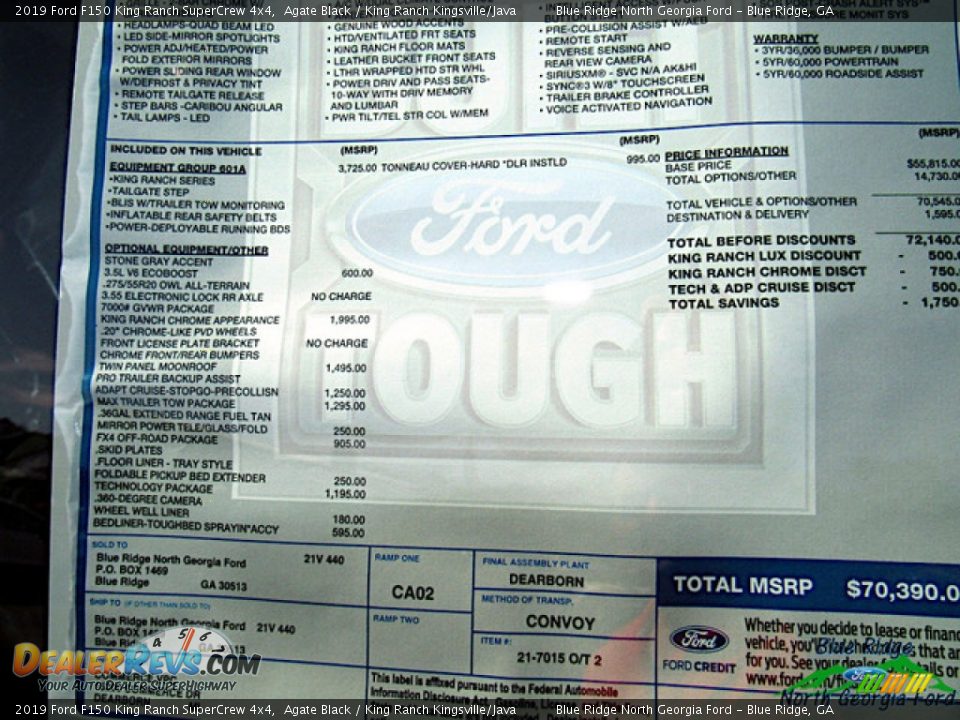 2019 Ford F150 King Ranch SuperCrew 4x4, Agate Black / King Ranch Kingsville/Java Blue Ridge North Georgia Ford - Blue Ridge, GA
• HEADLAMPS-QUAD BEAM LED
• LED SIDE-MIRROR SPOTLIGHTS
• POWER ADJ/HEATED/POWER
FOLD EXTERIOR MIRRORS
• POWER SLIDING REAR WINDOW
W/DEFROST & PRIVACY TINT
• REMOTE TAILGATE RELEASE
• STEP BARS -CARIBOU ANGULAR
• TAIL LAMPS - LED
• GENUINE WOOD ACCENTS
• HTD/VENTILATED FRT SEATS
• KING RANCH FLOOR MATS
• LEATHER BUCKET FRONT SEATS
• LTHR WRAPPED HTD STR WHL
• POWER DRIV AND PASS SEATS-
10-WAY WITH DRIV MEMORY
AND LUMBAR
• PWR TILT/TEL STR COL W/MEM
• PRE-COLLISION ASSIST W/AEB
• REMOTE START
• REVERSE SENSING AND
REAR VIEW CAMERA
• SIRIUSXM® - SVC N/A AK&HI
• SYNC®3 W/8" TOUCHSCREEN
• TRAILER BRAKE CONTROLLER
• VOICE ACTIVATED NAVIGATION
WARRANTY
• 3YR/36,000 BUMPER / BUMPER
• 5YR/60,000 POWERTRAIN
• 5YR/60,000 ROADSIDE ASSIST
INCLUDED ON THIS VEHICLE (MSRP) (MSRP) (MSRP)
EQUIPMENT GROUP 601A 3,725.00
•KING RANCH SERIES
•TAILGATE STEP
•BLIS W/TRAILER TOW MONITORING
•INFLATABLE REAR SAFETY BELTS
•POWER-DEPLOYABLE RUNNING BDS
OPTIONAL EQUIPMENT/OTHER
STONE GRAY ACCENT
3.5L V6 ECOBOOST 600.00
.275/55R20 OWL ALL-TERRAIN
3.55 ELECTRONIC LOCK RR AXLE NO CHARGE
7000# GVWR PACKAGE
KING RANCH CHROME APPEARANCE 1,995.00
.20" CHROME-LIKE PVD WHEELS
FRONT LICENSE PLATE BRACKET NO CHARGE
CHROME FRONT/REAR BUMPERS
TWIN PANEL MOONROOF 1,495.00
PRO TRAILER BACKUP ASSIST
ADAPT CRUISE-STOPGO-PRECOLLISN 1,250.00
MAX TRAILER TOW PACKAGE 1,295.00
.36GAL EXTENDED RANGE FUEL TAN
MIRROR POWER TELE/GLASS/FOLD 250.00
FX4 OFF-ROAD PACKAGE 905.00
.SKID PLATES
.FLOOR LINER - TRAY STYLE
FOLDABLE PICKUP BED EXTENDER 250.00
TECHNOLOGY PACKAGE 1,195.00
.360-DEGREE CAMERA
WHEEL WELL LINER 180.00
BEDLINER-TOUGHBED SPRAYIN*ACCY 595.00
TONNEAU COVER-HARD *DLR INSTLD 995.00
Ford
TOUGH
PRICE INFORMATION
BASE PRICE $55,815.00
TOTAL OPTIONS/OTHER 14,730.00
TOTAL VEHICLE & OPTIONS/OTHER 70,545.0
DESTINATION & DELIVERY 1,595.0
TOTAL BEFORE DISCOUNTS 72,140.0
KING RANCH LUX DISCOUNT - 500.
KING RANCH CHROME DISCT - 750.
TECH & ADP CRUISE DISCT - 500.
TOTAL SAVINGS - 1,750
SOLD TO
Blue Ridge North Georgia Ford 21V 440
P.O. BOX 1469
Blue Ridge GA 30513
SHIP TO (IF OTHER THAN SOLD TO)
Blue Ridge North Georgia Ford 21V 440
P.O. BOX
RAMP ONE
CA02
RAMP TWO
FINAL ASSEMBLY PLANT
DEARBORN
METHOD OF TRANSP.
CONVOY
ITEM #:
21-7015 O/T 2
TOTAL MSRP $70,390.0
Ford
FORD CREDIT
Whether you decide to lease or financ
vehicle, you'll
for you. See your dealer
www.
This label is affixed pursuant to the Federal Automobile
Information Disclosure Act.
4 5 6
DEALERREVS.COM
YOUR AUTO DEALER SUPERHIGHWAY
Blue Ridge
North Georgia Ford
2019 Ford F150 King Ranch SuperCrew 4x4, Agate Black / King Ranch Kingsville/Java Blue Ridge North Georgia Ford - Blue Ridge, GA